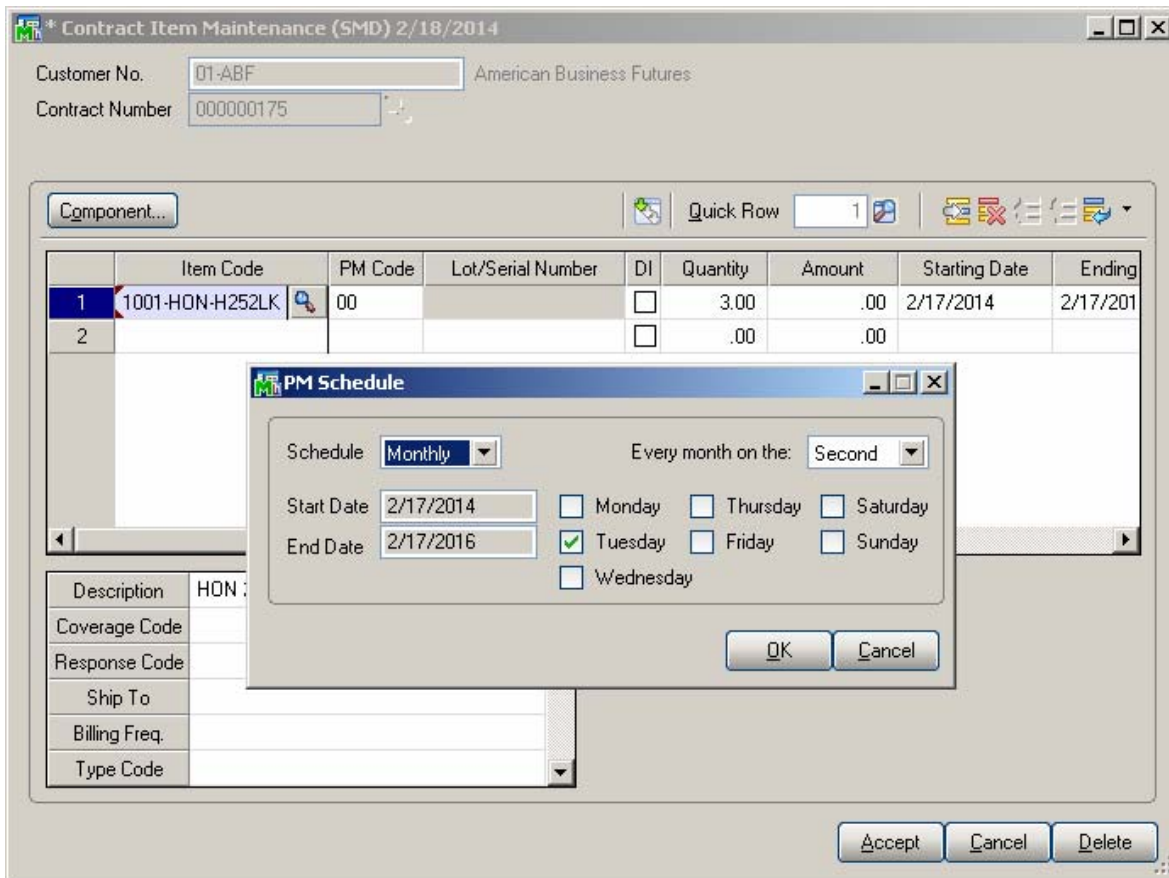 * Contract Item Maintenance (SMD) 2/18/2014
Customer No. 01-ABF American Business Futures
Contract Number 000000175
Component... Quick Row 1
Item Code PM Code Lot/Serial Number DI Quantity Amount Starting Date Ending
1 1001-HON-H252LK 00 3.00 .00 2/17/2014 2/17/201
2 .00 .00
PM Schedule
Schedule Monthly Every month on the: Second
Start Date 2/17/2014 Monday Thursday Saturday
End Date 2/17/2016 Tuesday Friday Sunday
Wednesday
OK Cancel
Description HON
Coverage Code
Response Code
Ship To
Billing Freq.
Type Code
Accept Cancel Delete